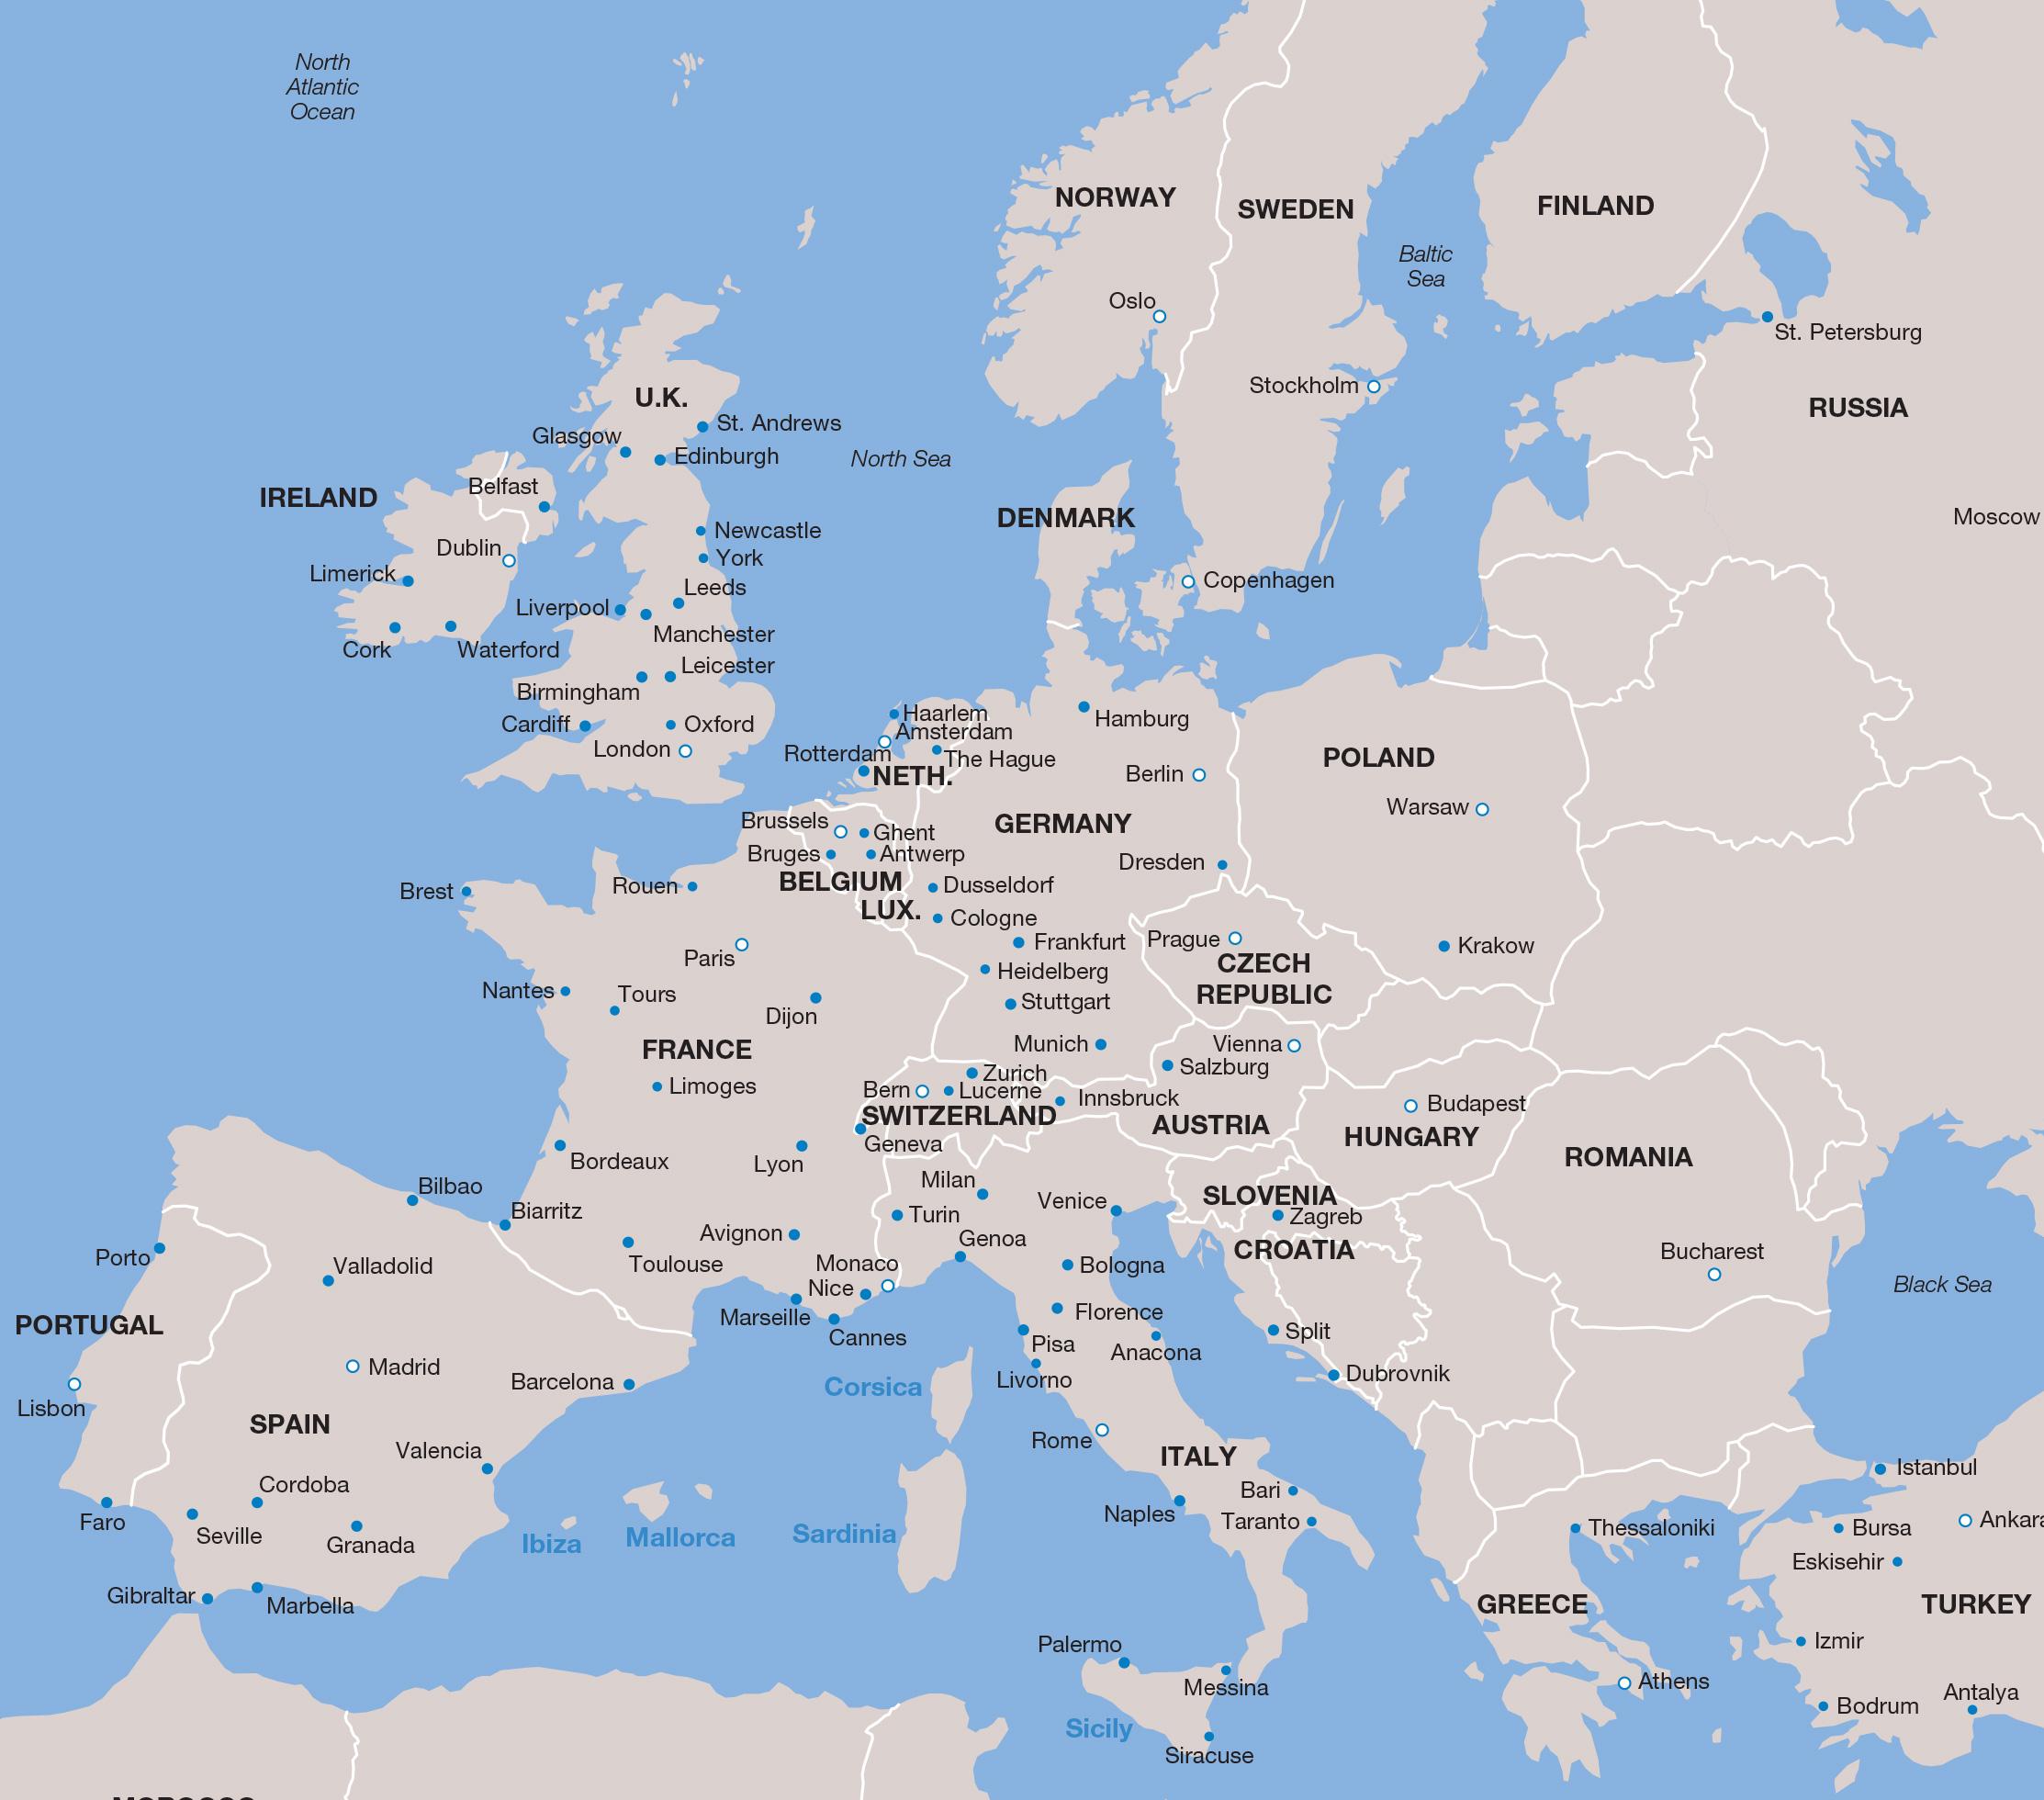 North
Atlantic
Ocean
NORWAY
SWEDEN
FINLAND
Baltic
Sea
Oslo
St. Petersburg
Stockholm
U.K.
RUSSIA
St. Andrews
Glasgow
Edinburgh
North Sea
Belfast
IRELAND
DENMARK
Moscow
Newcastle
Dublin
York
Limerick
Copenhagen
Leeds
Liverpool
Manchester
Cork
Waterford
Leicester
Birmingham
Haarlem
Hamburg
Cardiff
Oxford
Amsterdam
London
Rotterdam
The Hague
POLAND
NETH.
Berlin
Warsaw
Brussels
GERMANY
Ghent
Bruges
Antwerp
Dresden
BELGIUM
Dusseldorf
Brest
Rouen
LUX.
Cologne
Frankfurt
Prague
Krakow
Paris
CZECH
REPUBLIC
Heidelberg
Nantes
Tours
Stuttgart
Dijon
Munich
Vienna
FRANCE
Salzburg
Zurich
Limoges
Bern
Lucerne
Innsbruck
Budapest
SWITZERLAND
AUSTRIA
HUNGARY
Geneva
Bordeaux
Lyon
ROMANIA
Milan
Bilbao
SLOVENIA
Venice
Biarritz
Turin
Zagreb
Avignon
Genoa
CROATIA
Bucharest
Porto
Valladolid
Toulouse
Monaco
Bologna
Nice
Black Sea
Florence
Marseille
PORTUGAL
Cannes
Pisa
Split
Anacona
Madrid
Dubrovnik
Barcelona
Livorno
Corsica
Lisbon
SPAIN
Rome
Valencia
ITALY
Istanbul
Cordoba
Bari
Naples
Faro
Taranto
Ankara
Seville
Thessaloniki
Bursa
Granada
Ibiza
Mallorca
Sardinia
Eskisehir
Gibraltar
Marbella
GREECE
TURKEY
Palermo
Izmir
Athens
Messina
Antalya
Bodrum
Sicily
Siracuse